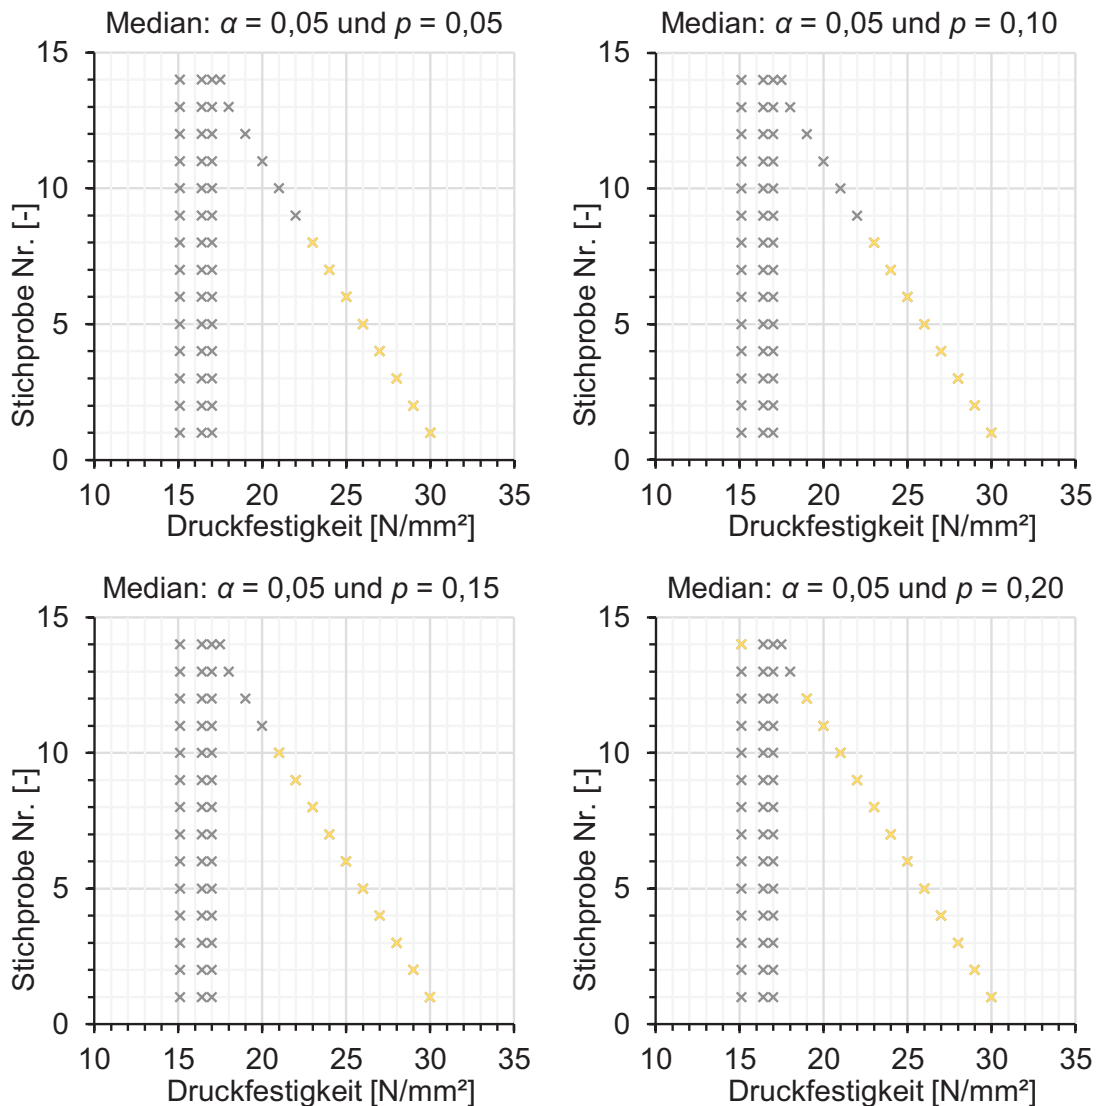 Median: α = 0,05 und p = 0,05
15
10
5
0
10 15 20 25 30 35
Stichprobe Nr. [-]
Druckfestigkeit [N/mm²]
Median: α = 0,05 und p = 0,10
15
10
5
0
10 15 20 25 30 35
Stichprobe Nr. [-]
Druckfestigkeit [N/mm²]
Median: α = 0,05 und p = 0,15
15
10
5
0
10 15 20 25 30 35
Stichprobe Nr. [-]
Druckfestigkeit [N/mm²]
Median: α = 0,05 und p = 0,20
15
10
5
0
10 15 20 25 30 35
Stichprobe Nr. [-]
Druckfestigkeit [N/mm²]